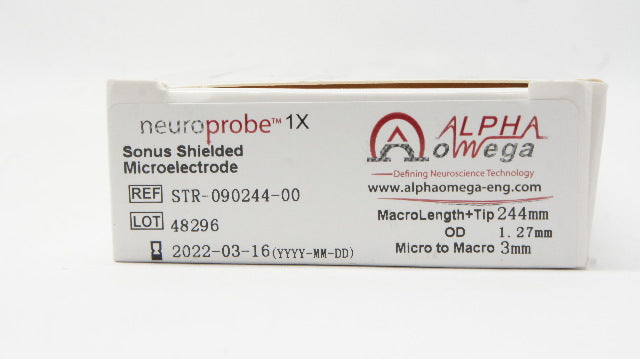 neuroprobe™ 1X
Sonus Shielded
Microelectrode
REF STR-090244-00
LOT 48296
2022-03-16 (YYYY-MM-DD)
ALPHA
oMega
Defining Neuroscience Technology
www.alphaomega-eng.com
MacroLength+Tip 244mm
OD 1.27mm
Micro to Macro 3mm